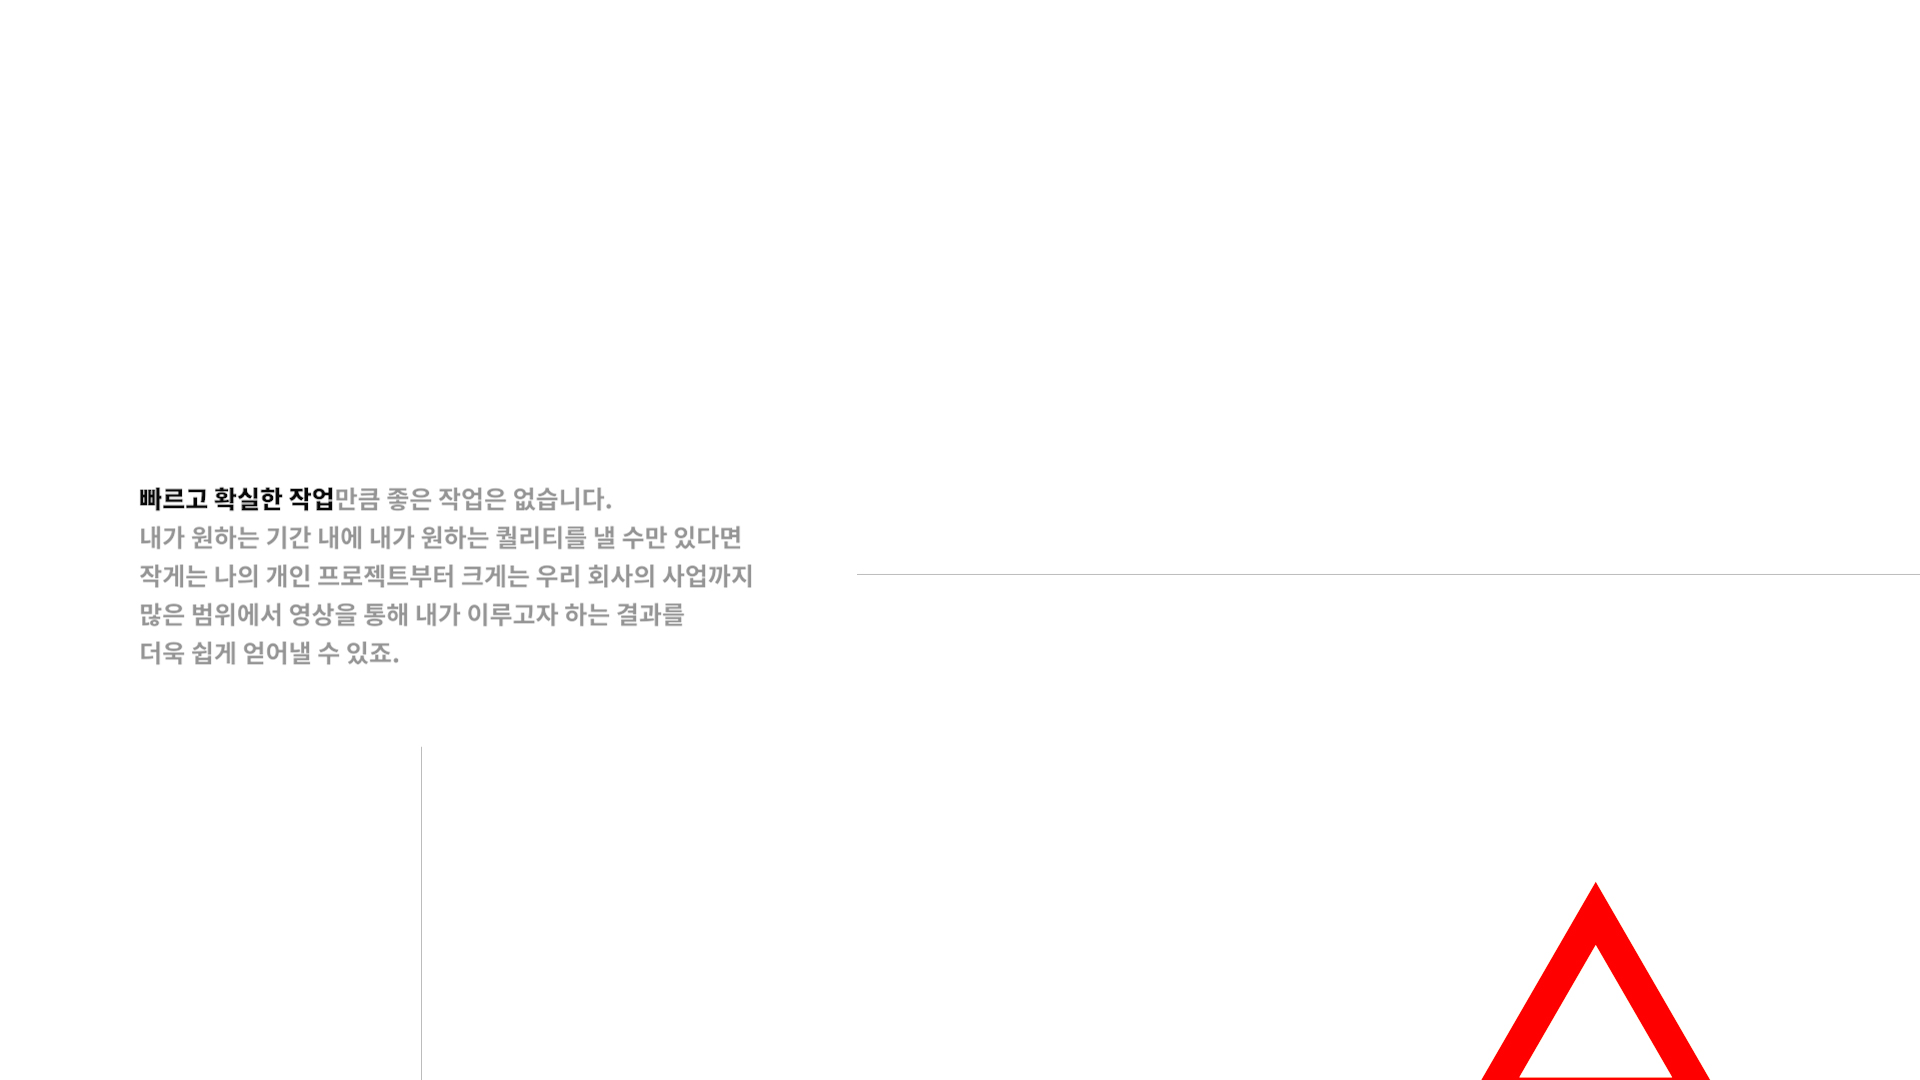 빠르고 확실한 작업만큼 좋은 작업은 없습니다.
내가 원하는 기간 내에 내가 원하는 퀄리티를 낼 수만 있다면
작게는 나의 개인 프로젝트부터 크게는 우리 회사의 사업까지
많은 범위에서 영상을 통해 내가 이루고자 하는 결과를
더욱 쉽게 얻어낼 수 있죠.